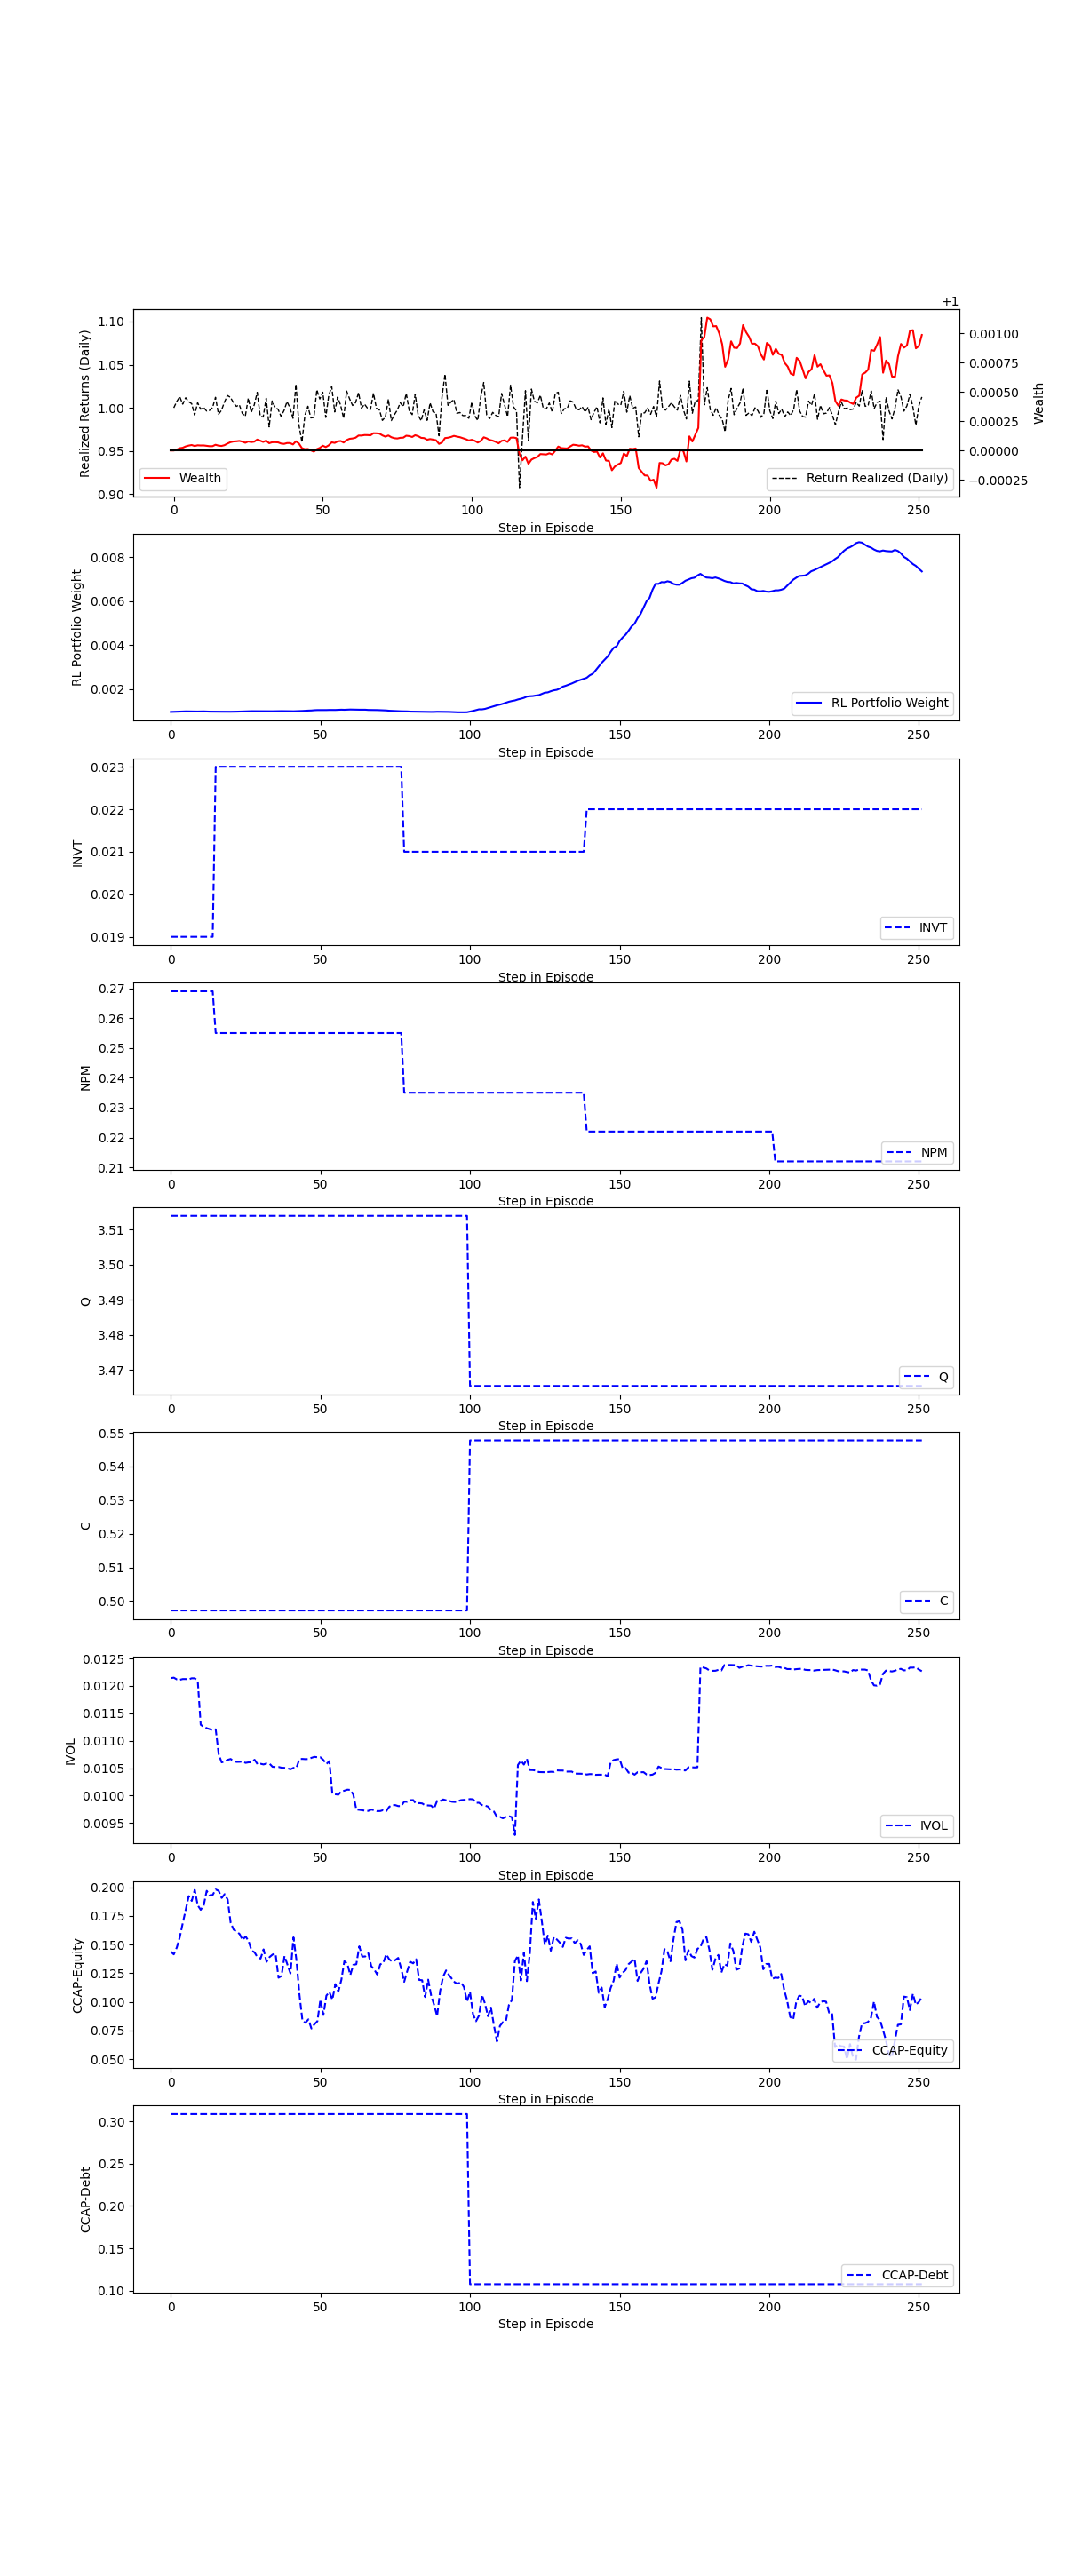 +1
1.10
1.05
1.00
0.95
0.90
Realized Returns (Daily)
0.00100
0.00075
0.00050
0.00025
0.00000
−0.00025
Wealth
Wealth
Return Realized (Daily)
0 50 100 150 200 250
Step in Episode
0.008
0.006
0.004
0.002
RL Portfolio Weight
RL Portfolio Weight
0 50 100 150 200 250
Step in Episode
0.023
0.022
0.021
0.020
0.019
INVT
INVT
0 50 100 150 200 250
Step in Episode
0.27
0.26
0.25
0.24
0.23
0.22
0.21
NPM
NPM
0 50 100 150 200 250
Step in Episode
3.51
3.50
3.49
3.48
3.47
Q
Q
0 50 100 150 200 250
Step in Episode
0.55
0.54
0.53
0.52
0.51
0.50
C
C
0 50 100 150 200 250
Step in Episode
0.0125
0.0120
0.0115
0.0110
0.0105
0.0100
0.0095
IVOL
IVOL
0 50 100 150 200 250
Step in Episode
0.200
0.175
0.150
0.125
0.100
0.075
0.050
CCAP-Equity
CCAP-Equity
0 50 100 150 200 250
Step in Episode
0.30
0.25
0.20
0.15
0.10
CCAP-Debt
CCAP-Debt
0 50 100 150 200 250
Step in Episode